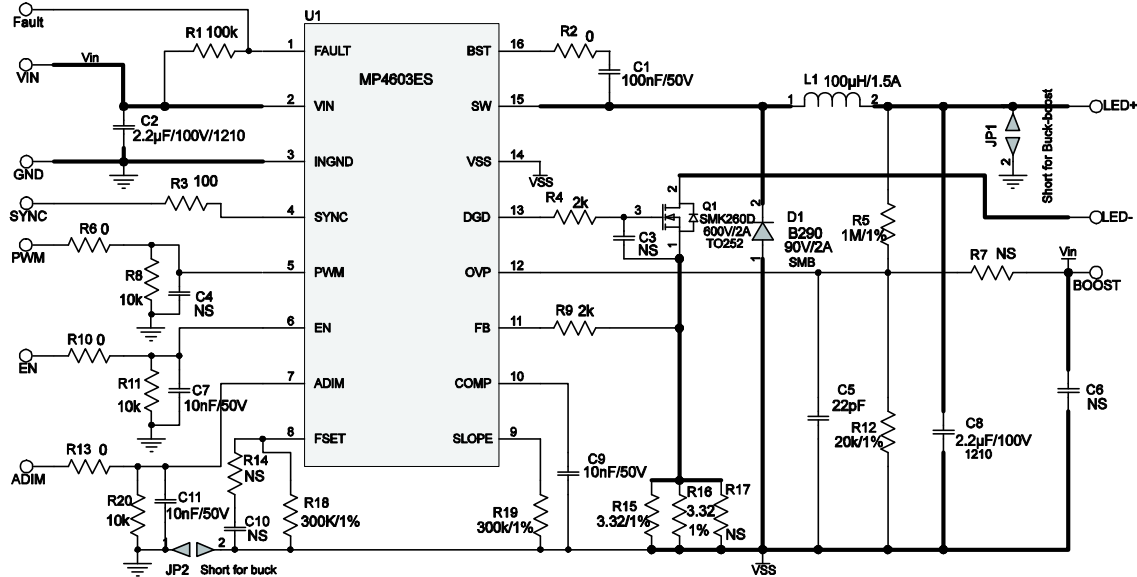 Fault
R1 100k
U1
1 FAULT
BST 16
R2 0
MP4603ES
C1
100nF/50V
VIN
Vin
2 VIN
SW 15
1 L1 100µH/1.5A 2
LED+
C2
2.2µF/100V/1210
JP1
1
2
Short for Buck-boost
GND
3 INGND
VSS 14
VSS
SYNC
R3 100
4 SYNC
DGD 13
R4 2k
3
2
1
Q1
SMK260D
600V/2A
TO252
C3
NS
2
D1
B290
90V/2A
SMB
1
R5
1M/1%
LED-
PWM
R6 0
5 PWM
OVP 12
R7 NS
Vin
BOOST
R8
10k
C4
NS
6 EN
FB 11
R9 2k
EN
R10 0
R11
10k
C7
10nF/50V
7 ADIM
COMP 10
C5
22pF
R12
20k/1%
C8
2.2µF/100V
1210
C6
NS
8 FSET
SLOPE 9
C9
10nF/50V
ADIM
R13 0
R20
10k
C11
10nF/50V
R14
NS
C10
NS
R18
300K/1%
R19
300k/1%
R15
3.32/1%
R16
3.32
1%
R17
NS
1
2
JP2
Short for buck
VSS